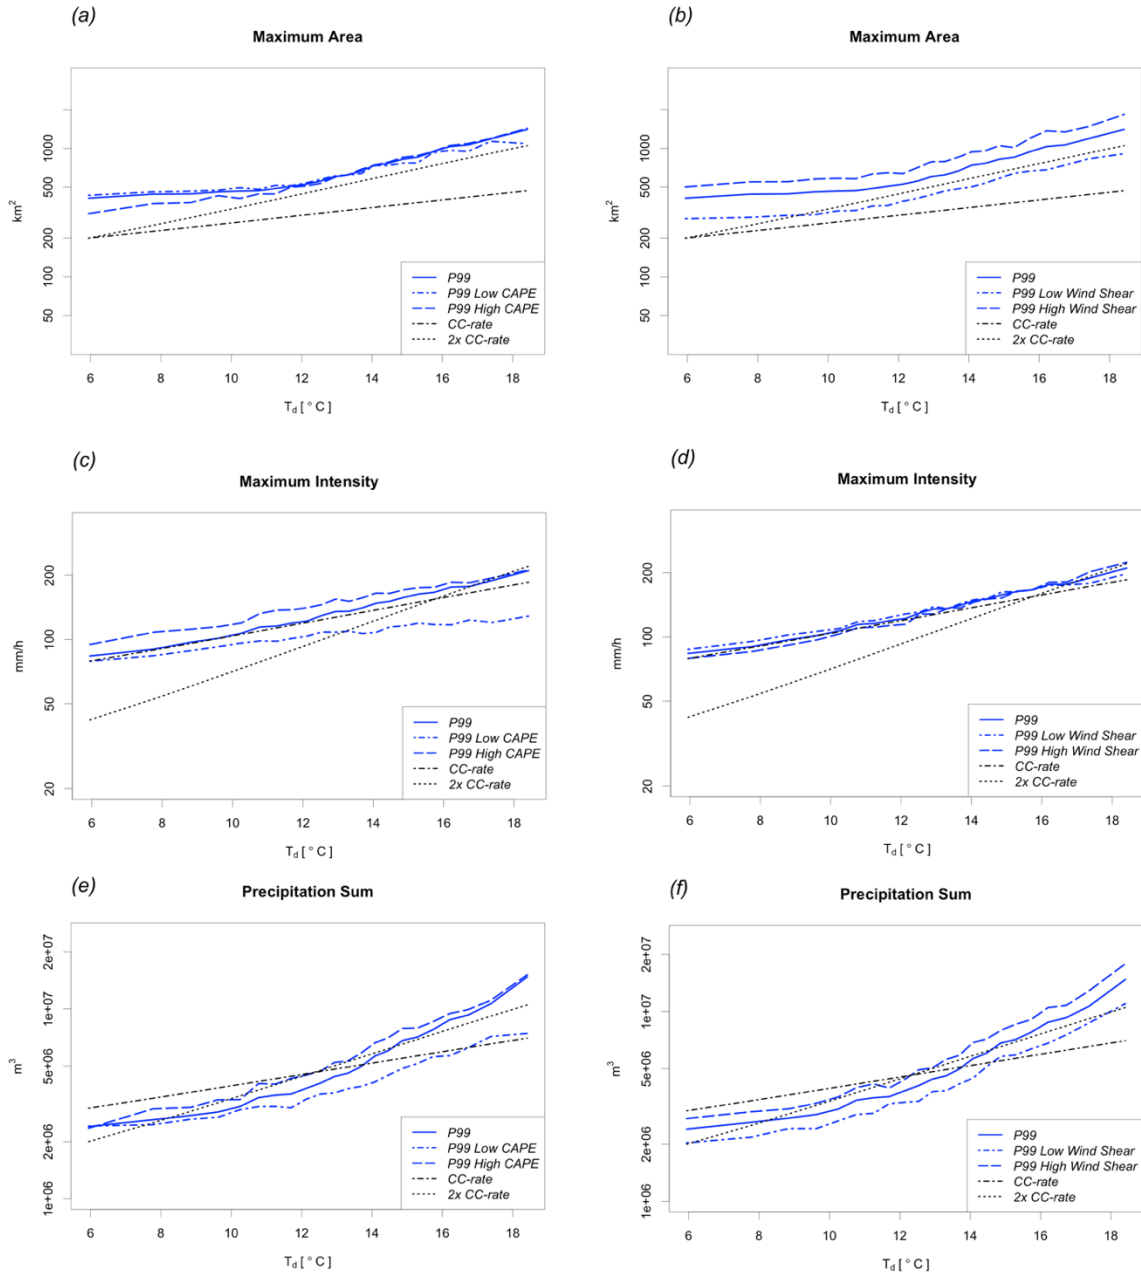 (a)
Maximum Area
km²
1000
500
200
100
50
6 8 10 12 14 16 18
T_d [ ° C ]
P99
P99 Low CAPE
P99 High CAPE
CC-rate
2x CC-rate
(b)
Maximum Area
km²
1000
500
200
100
50
6 8 10 12 14 16 18
T_d [ ° C ]
P99
P99 Low Wind Shear
P99 High Wind Shear
CC-rate
2x CC-rate
(c)
Maximum Intensity
mm/h
200
100
50
20
6 8 10 12 14 16 18
T_d [ ° C ]
P99
P99 Low CAPE
P99 High CAPE
CC-rate
2x CC-rate
(d)
Maximum Intensity
mm/h
200
100
50
20
6 8 10 12 14 16 18
T_d [ ° C ]
P99
P99 Low Wind Shear
P99 High Wind Shear
CC-rate
2x CC-rate
(e)
Precipitation Sum
m³
2e+07
1e+07
5e+06
2e+06
1e+06
6 8 10 12 14 16 18
T_d [ ° C ]
P99
P99 Low CAPE
P99 High CAPE
CC-rate
2x CC-rate
(f)
Precipitation Sum
m³
2e+07
1e+07
5e+06
2e+06
1e+06
6 8 10 12 14 16 18
T_d [ ° C ]
P99
P99 Low Wind Shear
P99 High Wind Shear
CC-rate
2x CC-rate